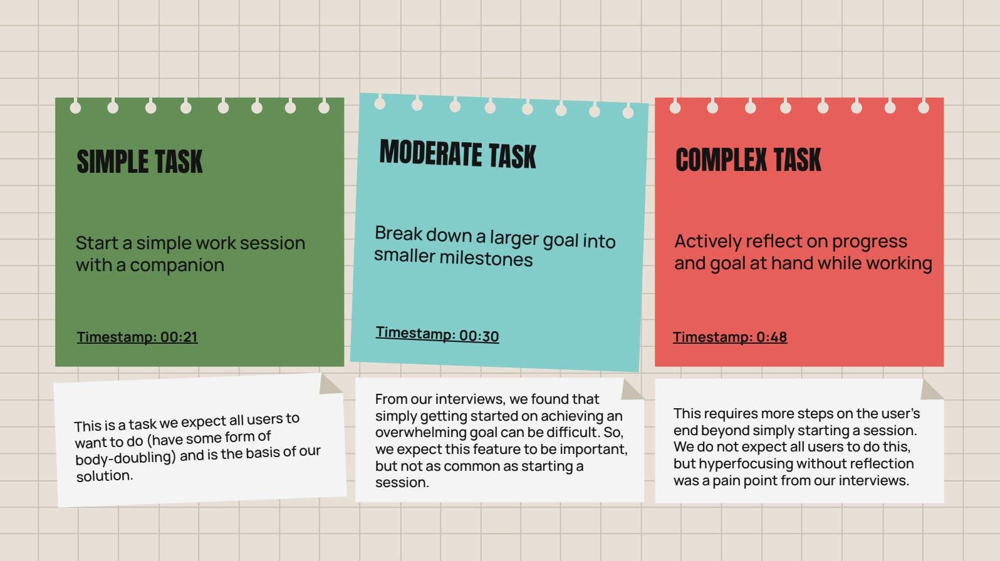 SIMPLE TASK
Start a simple work session
with a companion
Timestamp: 00:21
This is a task we expect all users to
want to do (have some form of
body-doubling) and is the basis of our
solution.
MODERATE TASK
Break down a larger goal into
smaller milestones
Timestamp: 00:30
From our interviews, we found that
simply getting started on achieving an
overwhelming goal can be difficult. So,
we expect this feature to be important,
but not as common as starting a
session.
COMPLEX TASK
Actively reflect on progress
and goal at hand while working
Timestamp: 0:48
This requires more steps on the user’s
end beyond simply starting a session.
We do not expect all users to do this,
but hyperfocusing without reflection
was a pain point from our interviews.